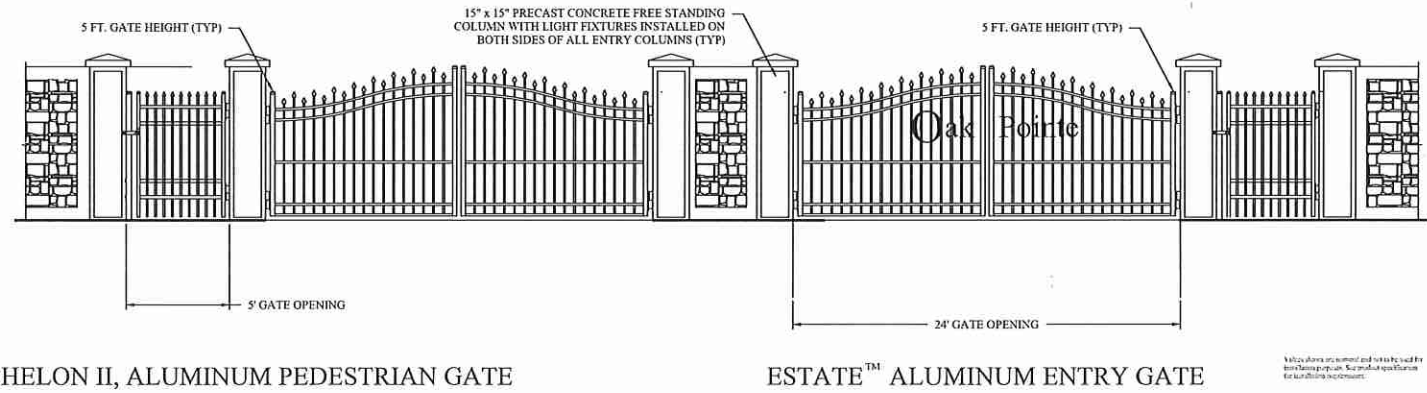 15" x 15" PRECAST CONCRETE FREE STANDING
COLUMN WITH LIGHT FIXTURES INSTALLED ON
BOTH SIDES OF ALL ENTRY COLUMNS (TYP)
5 FT. GATE HEIGHT (TYP)
5 FT. GATE HEIGHT (TYP)
Oak Pointe
5' GATE OPENING
24' GATE OPENING
HELON II, ALUMINUM PEDESTRIAN GATE
ESTATE™ ALUMINUM ENTRY GATE